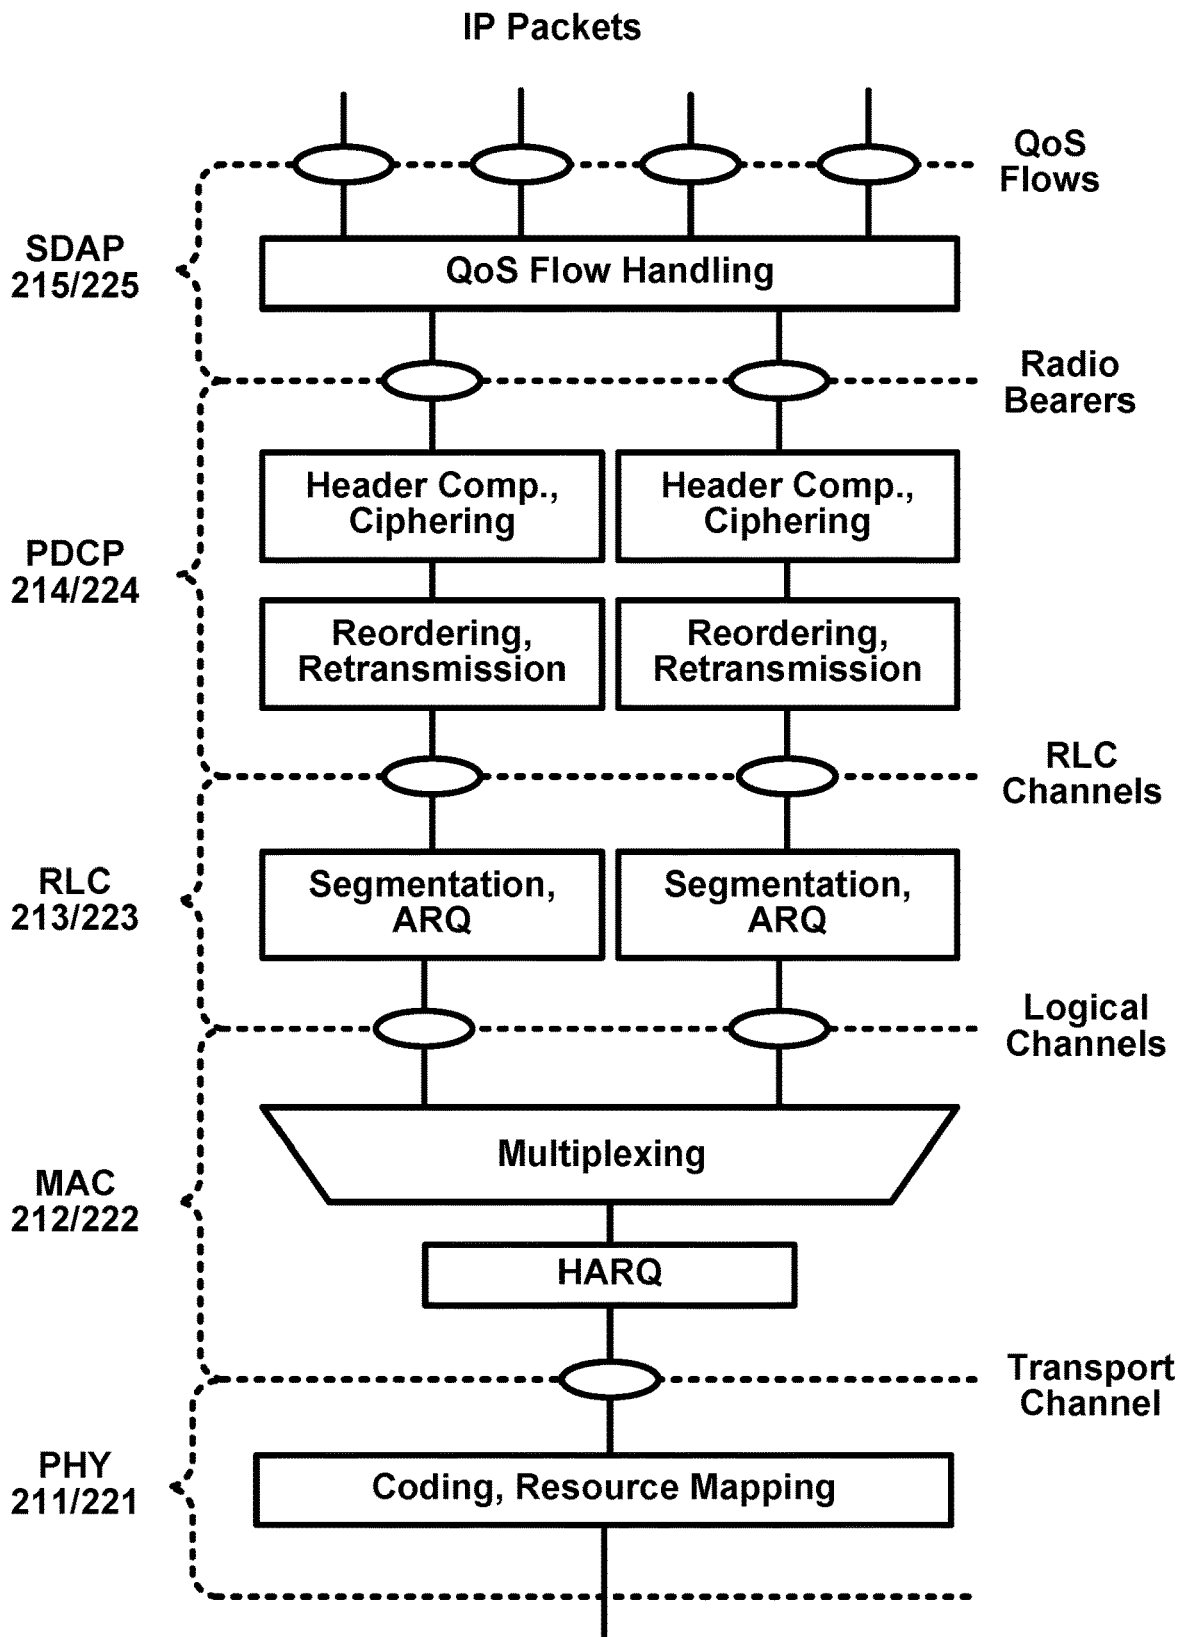 IP Packets
QoS
Flows
SDAP
215/225
QoS Flow Handling
Radio
Bearers
Header Comp.,
Ciphering
Header Comp.,
Ciphering
PDCP
214/224
Reordering,
Retransmission
Reordering,
Retransmission
RLC
Channels
RLC
213/223
Segmentation,
ARQ
Segmentation,
ARQ
Logical
Channels
Multiplexing
MAC
212/222
HARQ
Transport
Channel
PHY
211/221
Coding, Resource Mapping